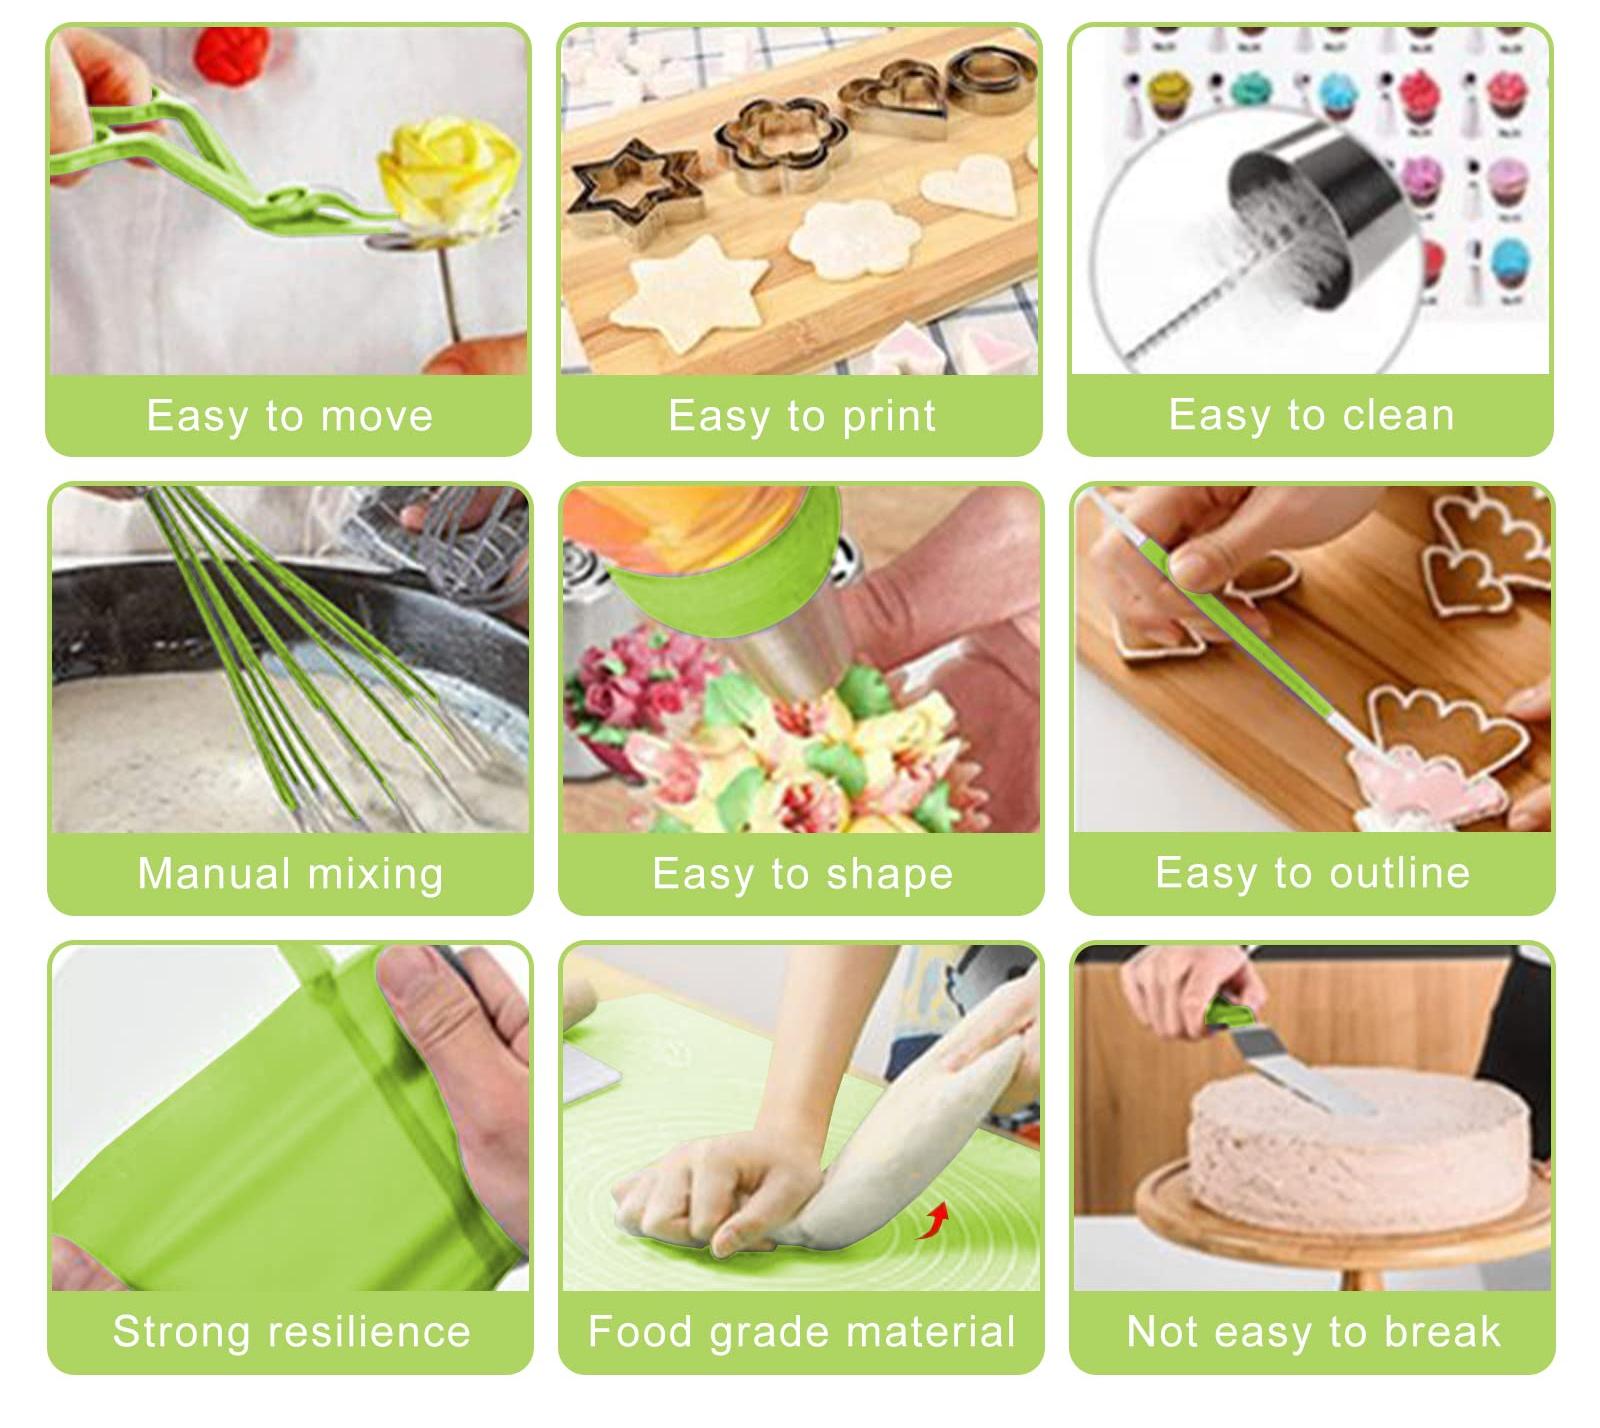 Easy to move
Easy to print
Easy to clean
Manual mixing
Easy to shape
Easy to outline
Strong resilience
Food grade material
Not easy to break